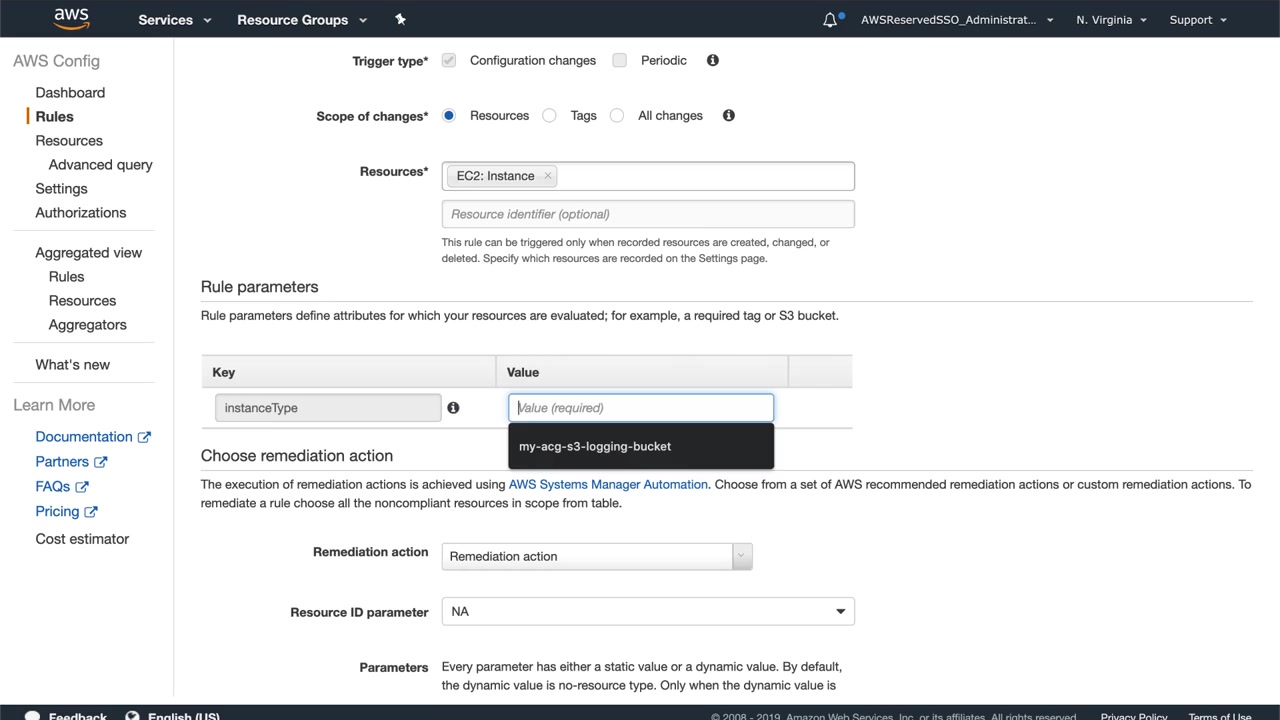 aws
Services
Resource Groups
AWSReservedSSO_Administrat...
N. Virginia
Support
AWS Config
Dashboard
Rules
Resources
Advanced query
Settings
Authorizations
Aggregated view
Rules
Resources
Aggregators
What's new
Learn More
Documentation
Partners
FAQs
Pricing
Cost estimator
Trigger type* Configuration changes Periodic
Scope of changes* Resources Tags All changes
Resources* EC2: Instance ×
Resource identifier (optional)
This rule can be triggered only when recorded resources are created, changed, or
deleted. Specify which resources are recorded on the Settings page.
Rule parameters
Rule parameters define attributes for which your resources are evaluated; for example, a required tag or S3 bucket.
Key Value
instanceType Value (required)
my-acg-s3-logging-bucket
Choose remediation action
The execution of remediation actions is achieved using AWS Systems Manager Automation. Choose from a set of AWS recommended remediation actions or custom remediation actions. To
remediate a rule choose all the noncompliant resources in scope from table.
Remediation action Remediation action
Resource ID parameter NA
Parameters Every parameter has either a static value or a dynamic value. By default,
the dynamic value is no-resource type. Only when the dynamic value is
Feedback English (US) © 2008 - 2019, Amazon Web Services, Inc. or its affiliates. All rights reserved. Privacy Policy Terms of Use